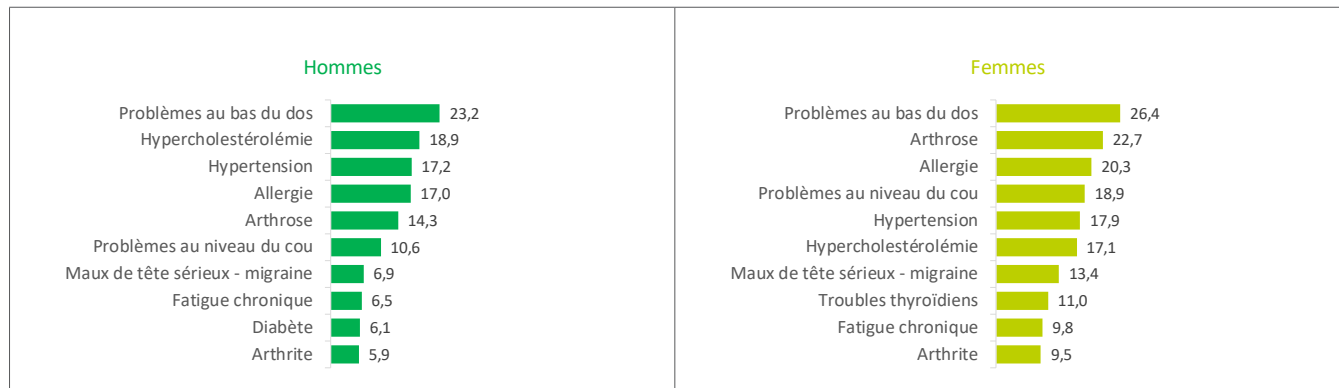 Hommes
Problèmes au bas du dos 23,2
Hypercholestérolémie 18,9
Hypertension 17,2
Allergie 17,0
Arthrose 14,3
Problèmes au niveau du cou 10,6
Maux de tête sérieux - migraine 6,9
Fatigue chronique 6,5
Diabète 6,1
Arthrite 5,9
Femmes
Problèmes au bas du dos 26,4
Arthrose 22,7
Allergie 20,3
Problèmes au niveau du cou 18,9
Hypertension 17,9
Hypercholestérolémie 17,1
Maux de tête sérieux - migraine 13,4
Troubles thyroïdiens 11,0
Fatigue chronique 9,8
Arthrite 9,5